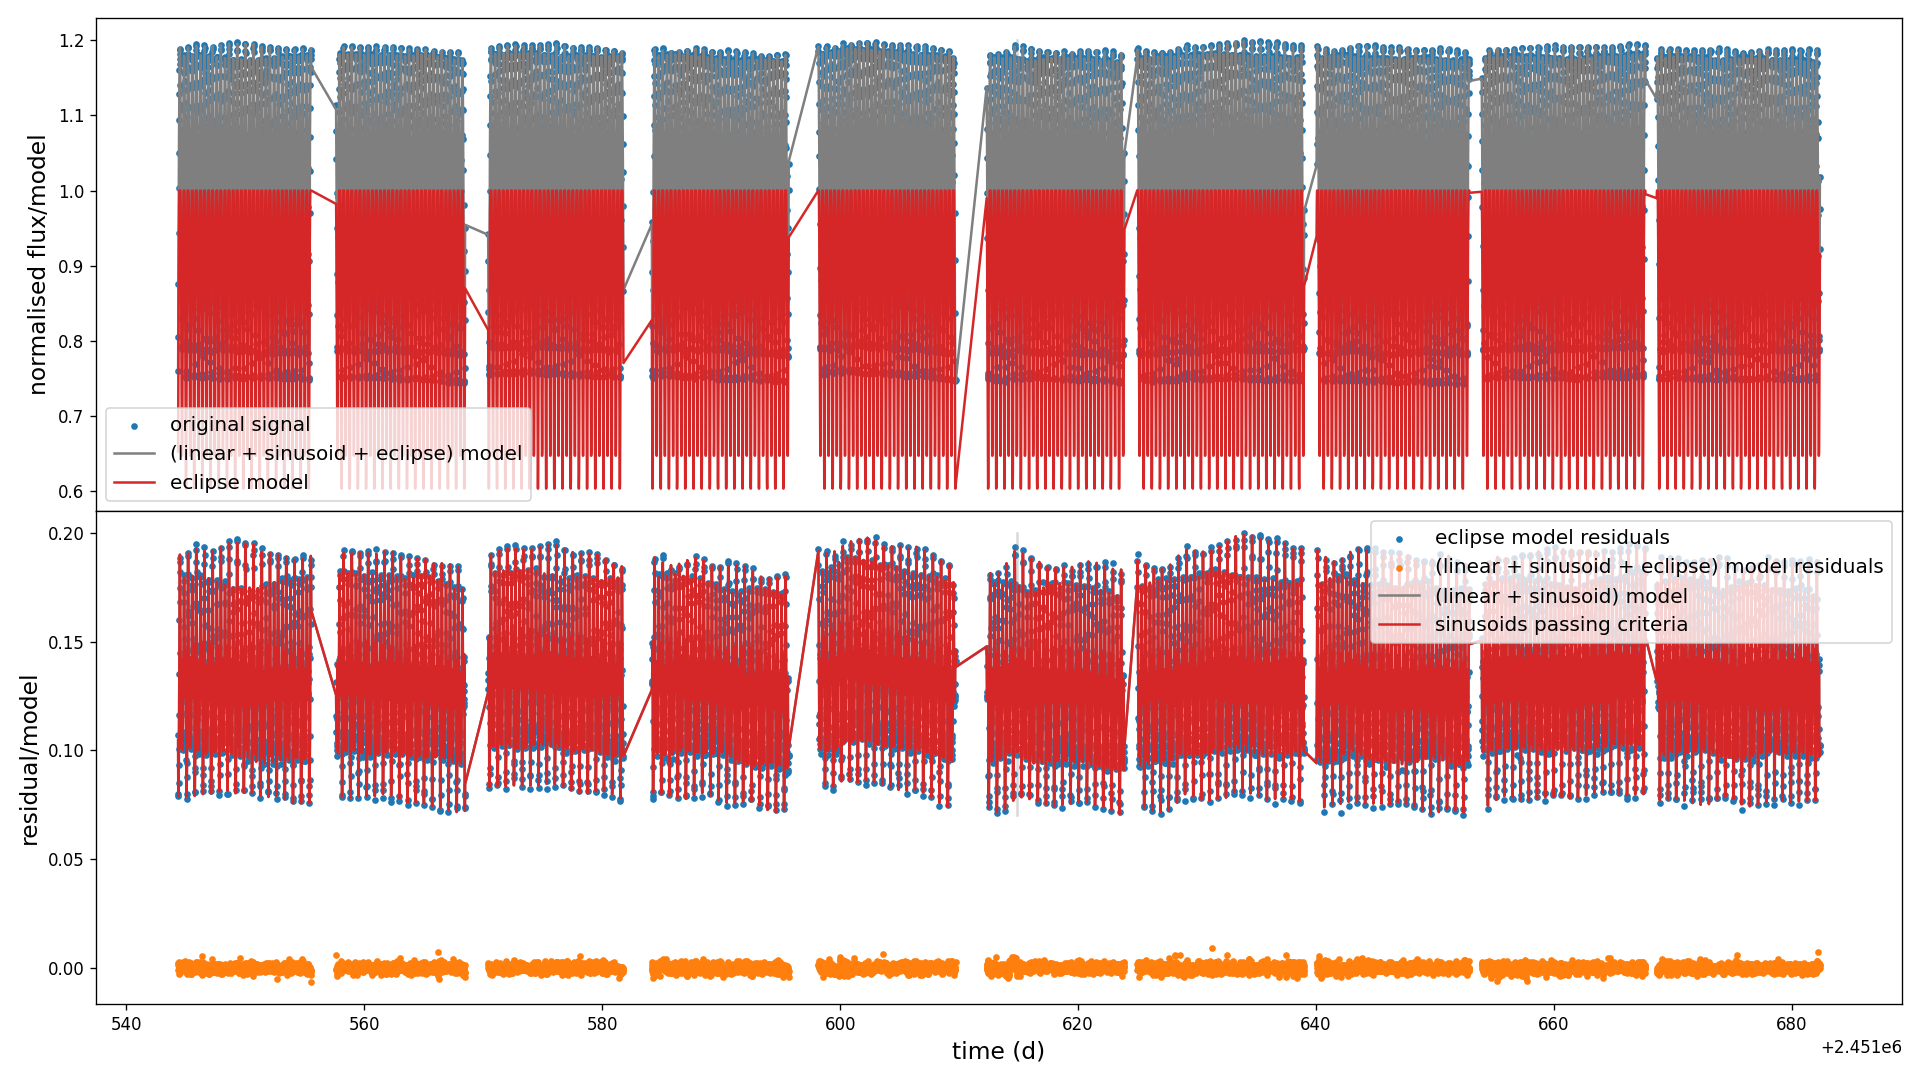 1.2
1.1
1.0
0.9
0.8
0.7
0.6
normalised flux/model
original signal
(linear + sinusoid + eclipse) model
eclipse model
0.20
0.15
0.10
0.05
0.00
residual/model
eclipse model residuals
(linear + sinusoid + eclipse) model residuals
(linear + sinusoid) model
sinusoids passing criteria
540 560 580 600 620 640 660 680
time (d)
+2.451e6